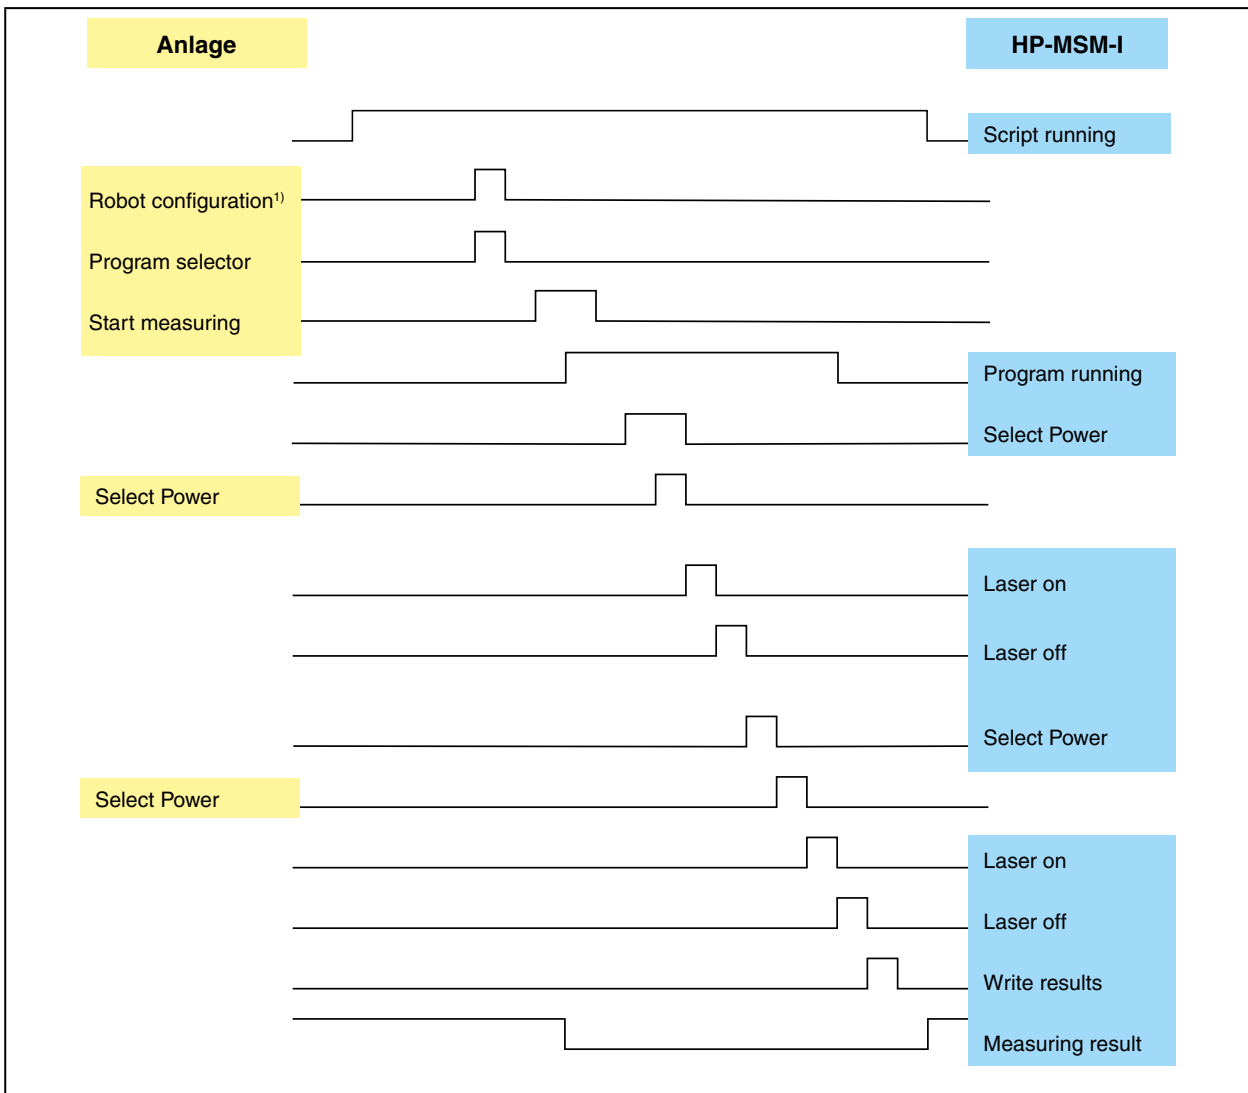 Anlage
HP-MSM-I
Script running
Robot configuration¹⁾
Program selector
Start measuring
Program running
Select Power
Select Power
Laser on
Laser off
Select Power
Select Power
Laser on
Laser off
Write results
Measuring result